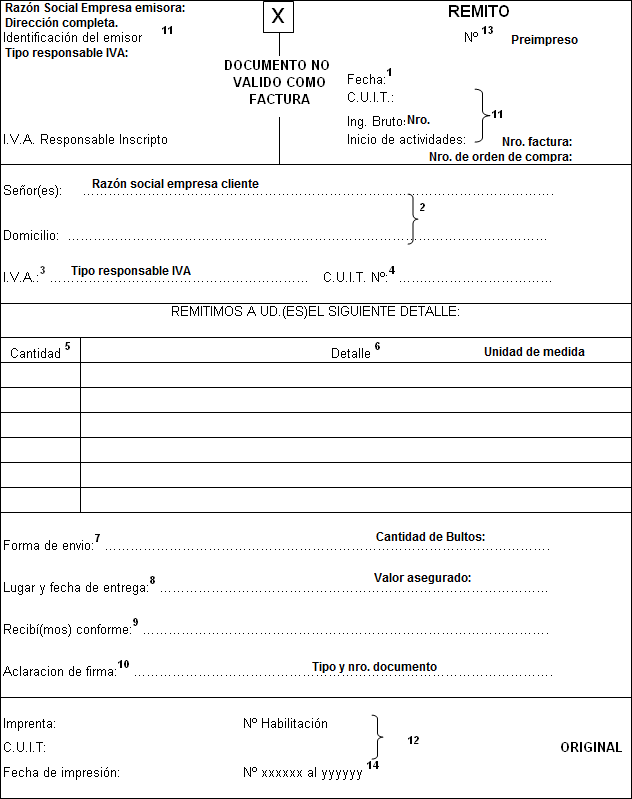 Razón Social Empresa emisora:
Dirección completa.
Identificación del emisor 11
Tipo responsable IVA:
I.V.A. Responsable Inscripto
X
DOCUMENTO NO
VALIDO COMO
FACTURA
REMITO
Nº 13 Preimpreso
Fecha: 1
C.U.I.T.:
Ing. Bruto: Nro.
11
Inicio de actividades:
Nro. factura:
Nro. de orden de compra:
Señor(es): Razón social empresa cliente
2
Domicilio:
I.V.A.: 3 Tipo responsable IVA C.U.I.T. Nº: 4
REMITIMOS A UD.(ES)EL SIGUIENTE DETALLE:
Cantidad 5 Detalle 6 Unidad de medida
Forma de envio: 7 Cantidad de Bultos:
Lugar y fecha de entrega: 8 Valor asegurado:
Recibí(mos) conforme: 9
Aclaracion de firma: 10 Tipo y nro. documento
Imprenta: Nº Habilitación
C.U.I.T: 12 ORIGINAL
Fecha de impresión: Nº xxxxxx al yyyyyy 14